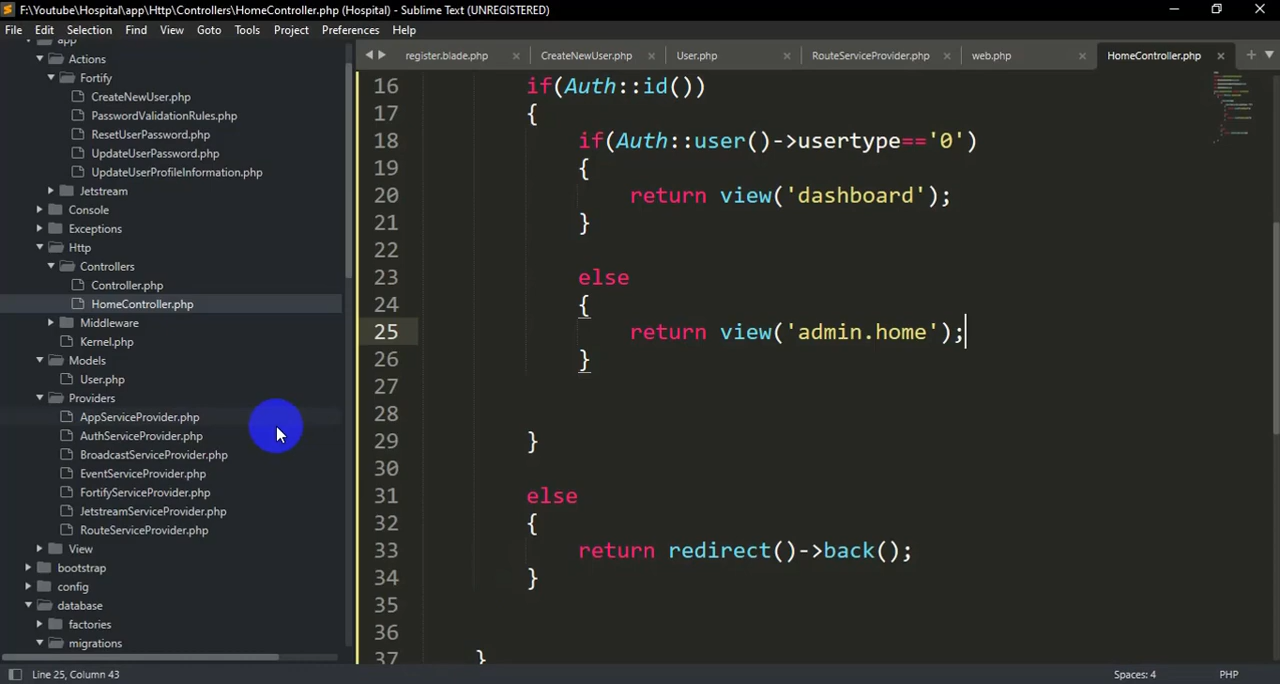 F:\Youtube\Hospital\app\Http\Controllers\HomeController.php (Hospital) - Sublime Text (UNREGISTERED)
File Edit Selection Find View Goto Tools Project Preferences Help
register.blade.php × CreateNewUser.php × User.php × RouteServiceProvider.php × web.php × HomeController.php ×
app
Actions
Fortify
CreateNewUser.php
PasswordValidationRules.php
ResetUserPassword.php
UpdateUserPassword.php
UpdateUserProfileInformation.php
Jetstream
Console
Exceptions
Http
Controllers
Controller.php
HomeController.php
Middleware
Kernel.php
Models
User.php
Providers
AppServiceProvider.php
AuthServiceProvider.php
BroadcastServiceProvider.php
EventServiceProvider.php
FortifyServiceProvider.php
JetstreamServiceProvider.php
RouteServiceProvider.php
View
bootstrap
config
database
factories
migrations
16 if(Auth::id())
17 {
18 if(Auth::user()->usertype=='0')
19 {
20 return view('dashboard');
21 }
22
23 else
24 {
25 return view('admin.home');
26 }
27
28
29 }
30
31 else
32 {
33 return redirect()->back();
34 }
35
36
37 }
Line 25, Column 43 Spaces: 4 PHP